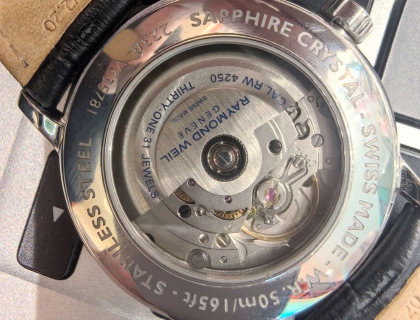 SAPPHIRE CRYSTAL - SWISS MADE - W.R. 50m/165ft - STAINLESS STEEL
CAL RW 4250
SWISS MADE
RAYMOND WEIL
GENEVE
THIRTY-ONE 31 JEWELS